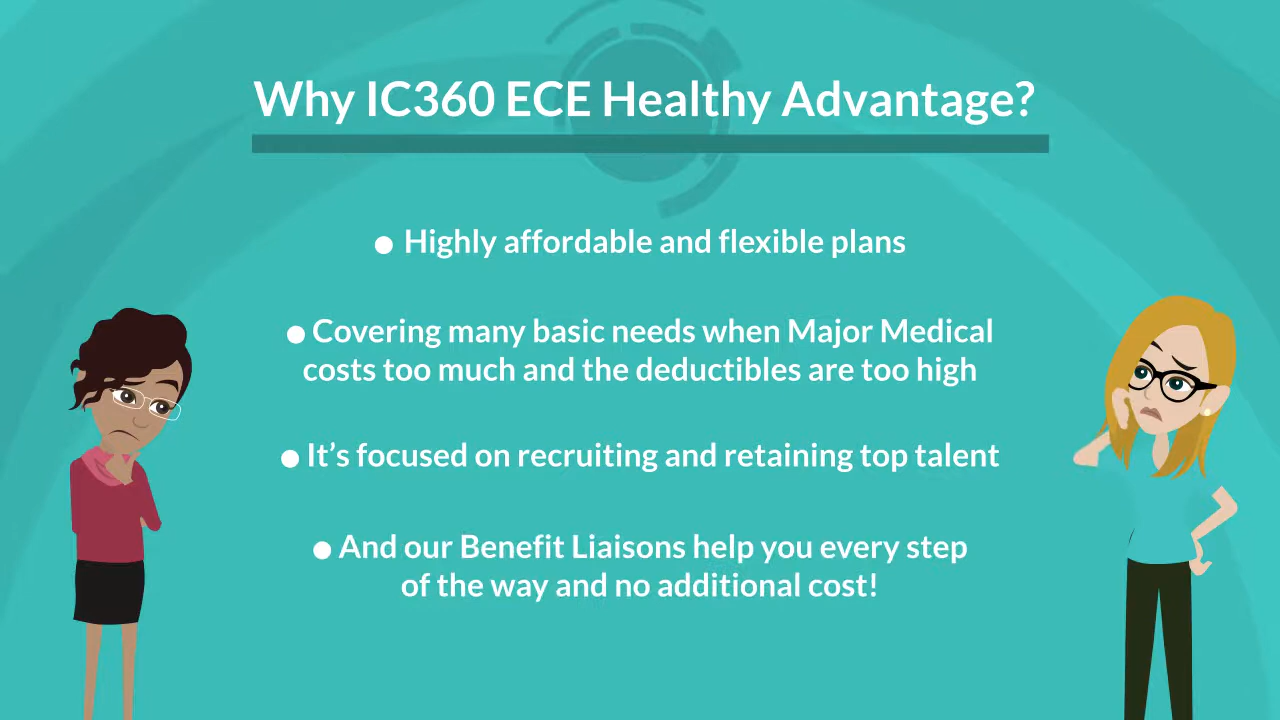 Why IC360 ECE Healthy Advantage?
● Highly affordable and flexible plans
● Covering many basic needs when Major Medical
costs too much and the deductibles are too high
● It’s focused on recruiting and retaining top talent
● And our Benefit Liaisons help you every step
of the way and no additional cost!